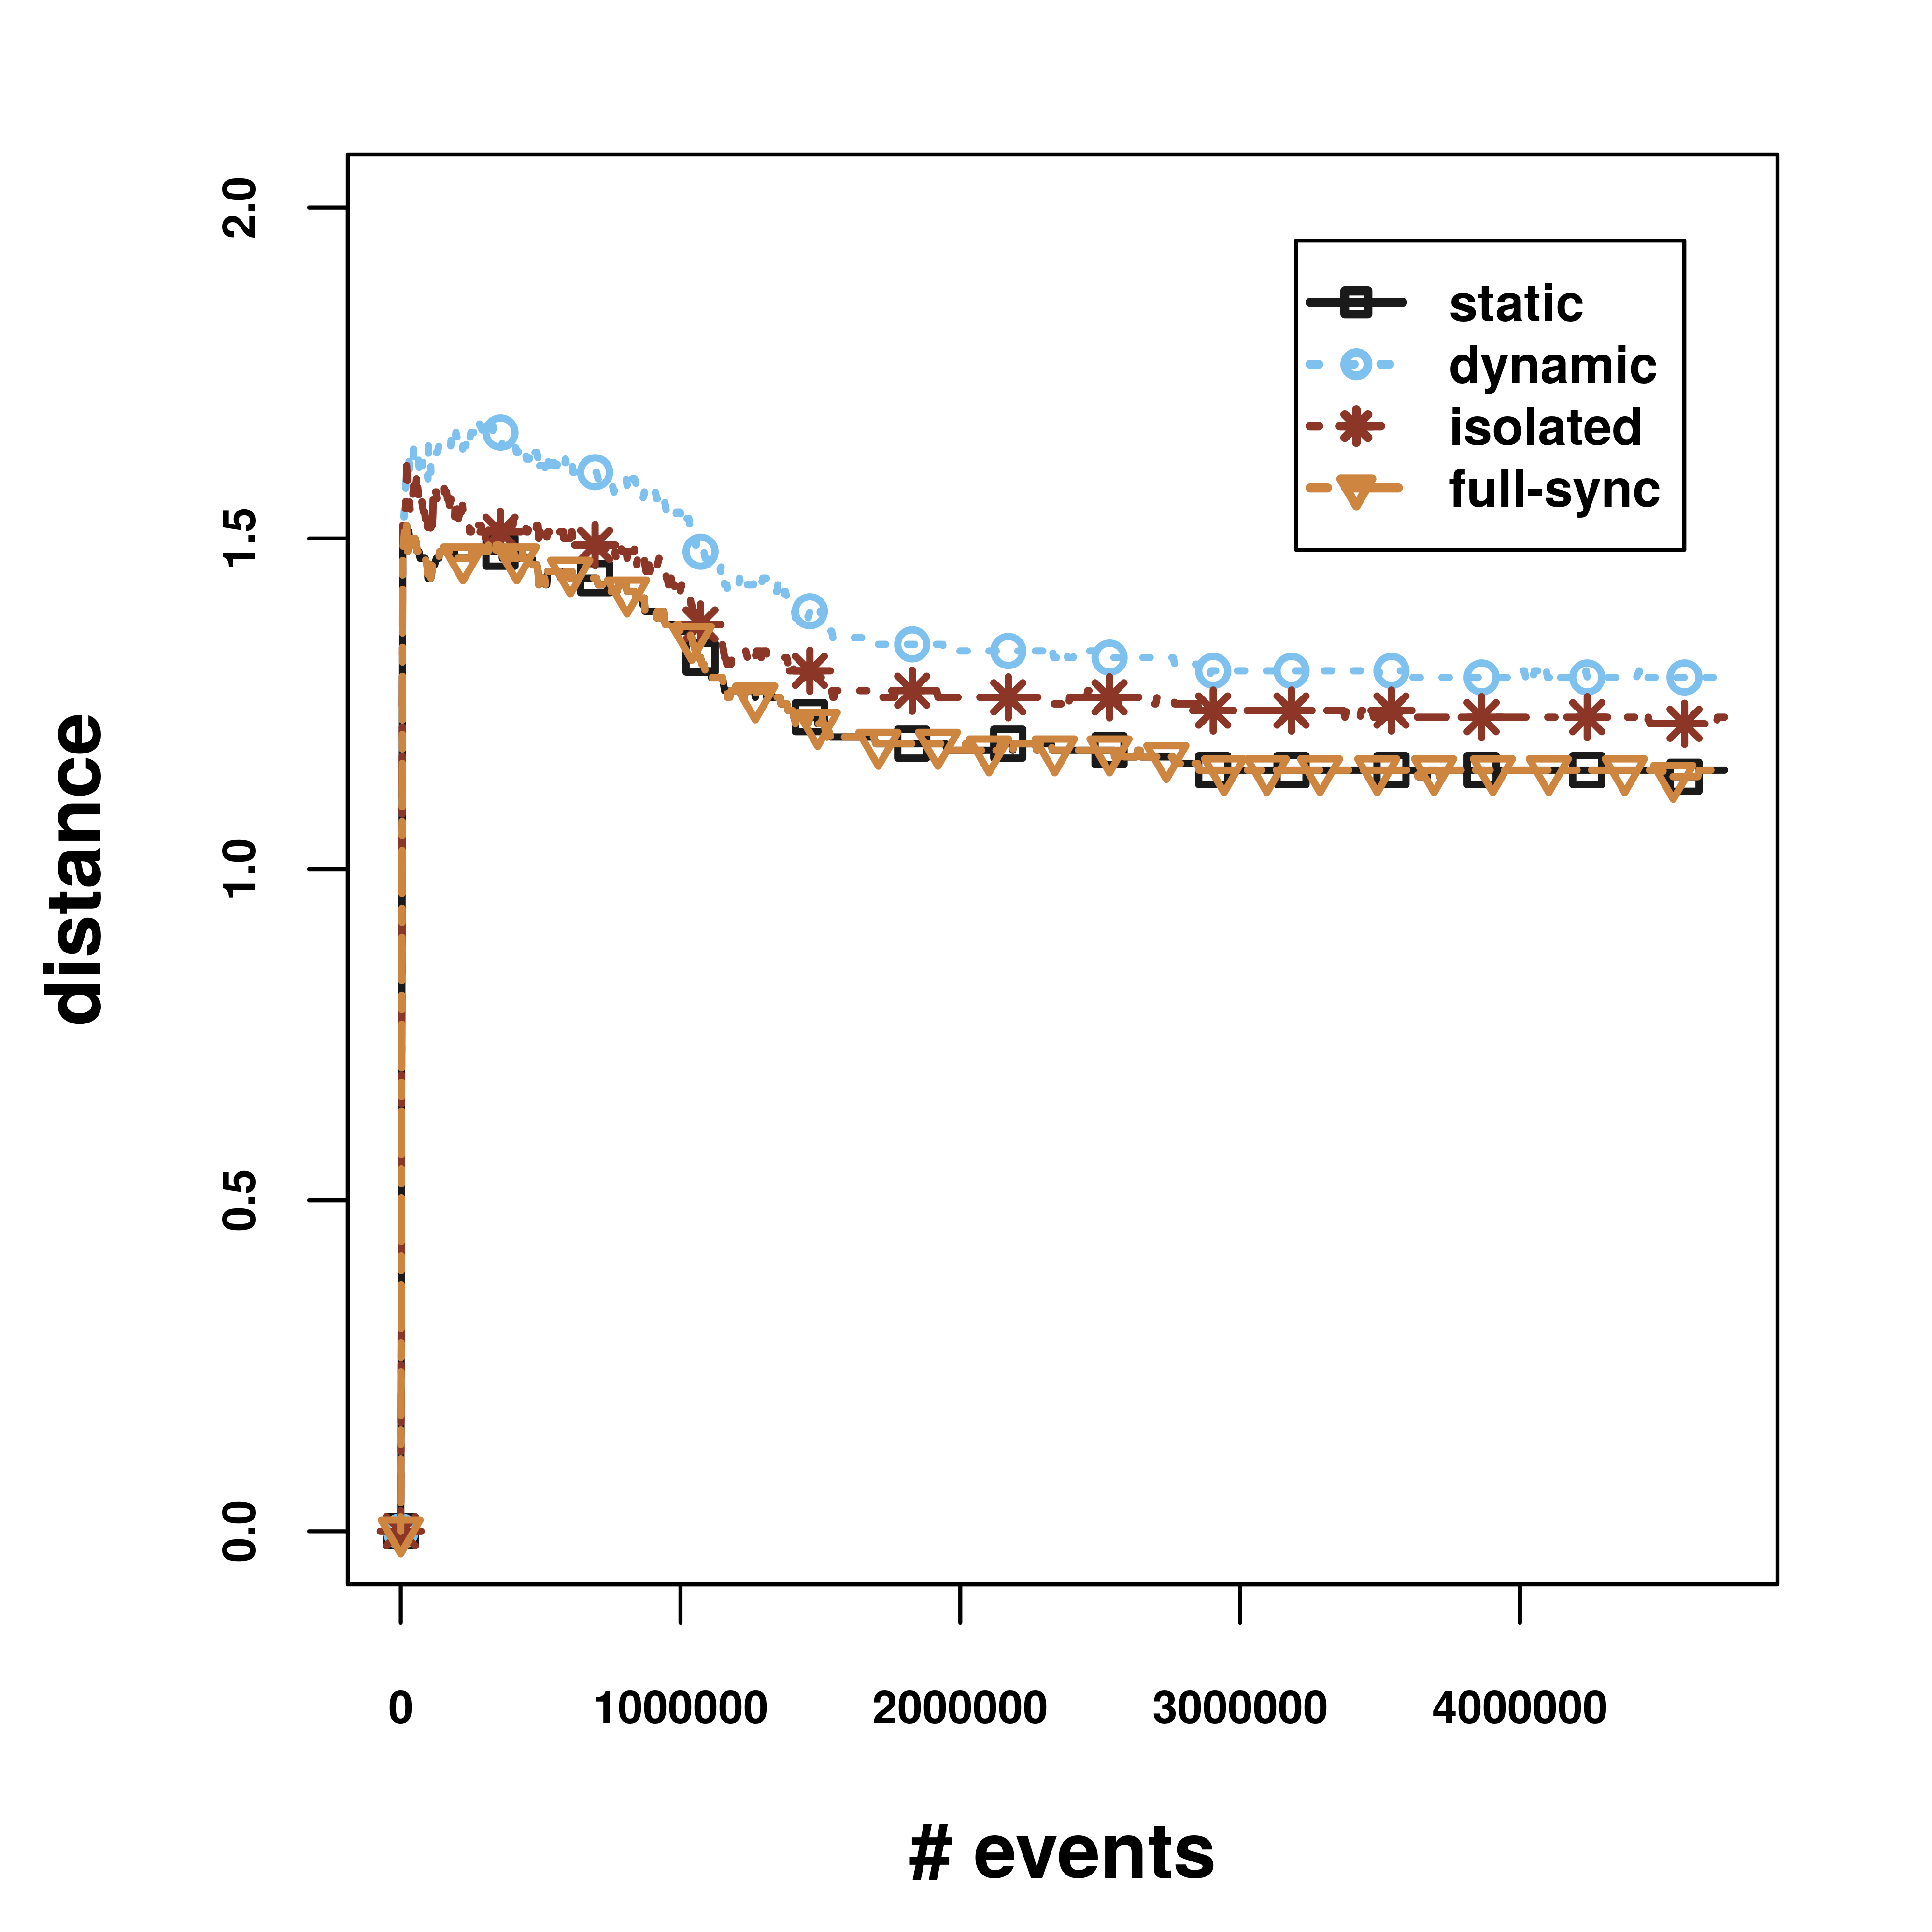 distance
2.0
1.5
1.0
0.5
0.0
static
dynamic
isolated
full-sync
0 1000000 2000000 3000000 4000000
# events